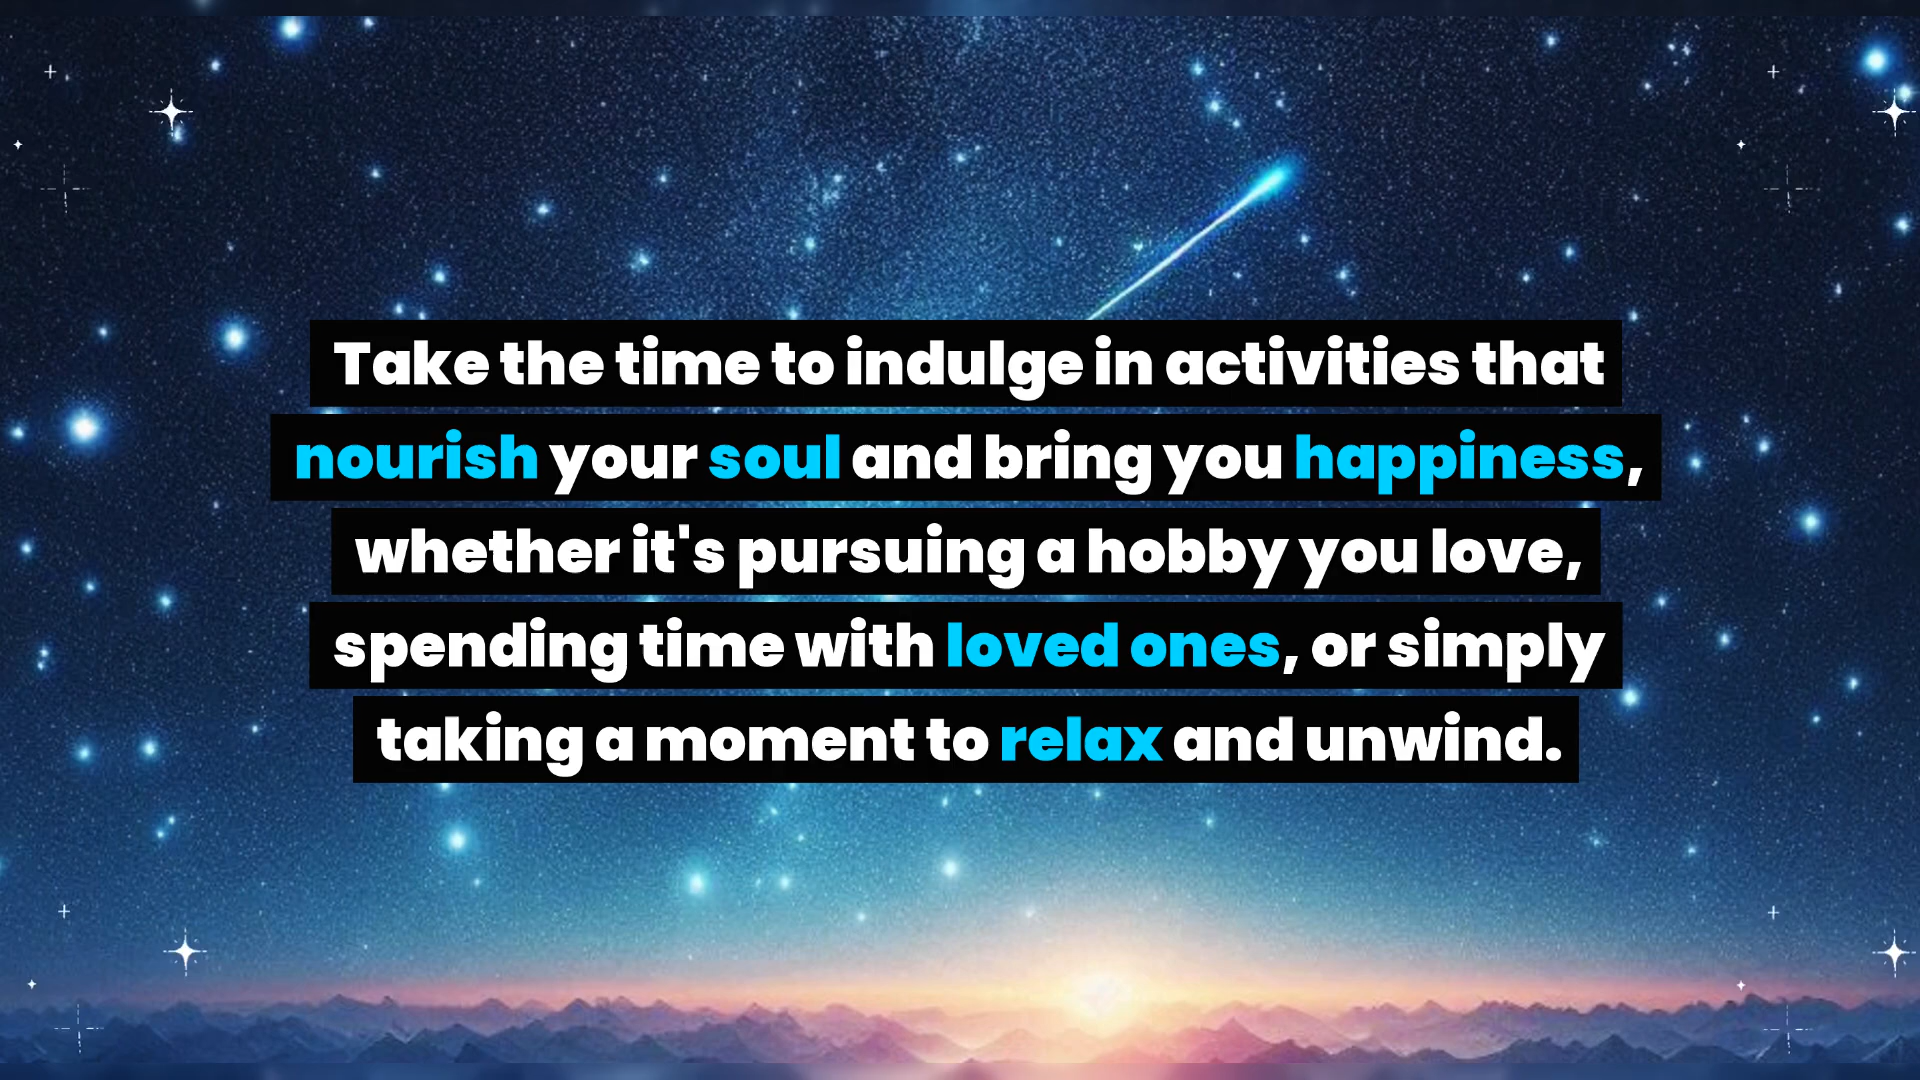 Take the time to indulge in activities that
nourish your soul and bring you happiness,
whether it's pursuing a hobby you love,
spending time with loved ones, or simply
taking a moment to relax and unwind.